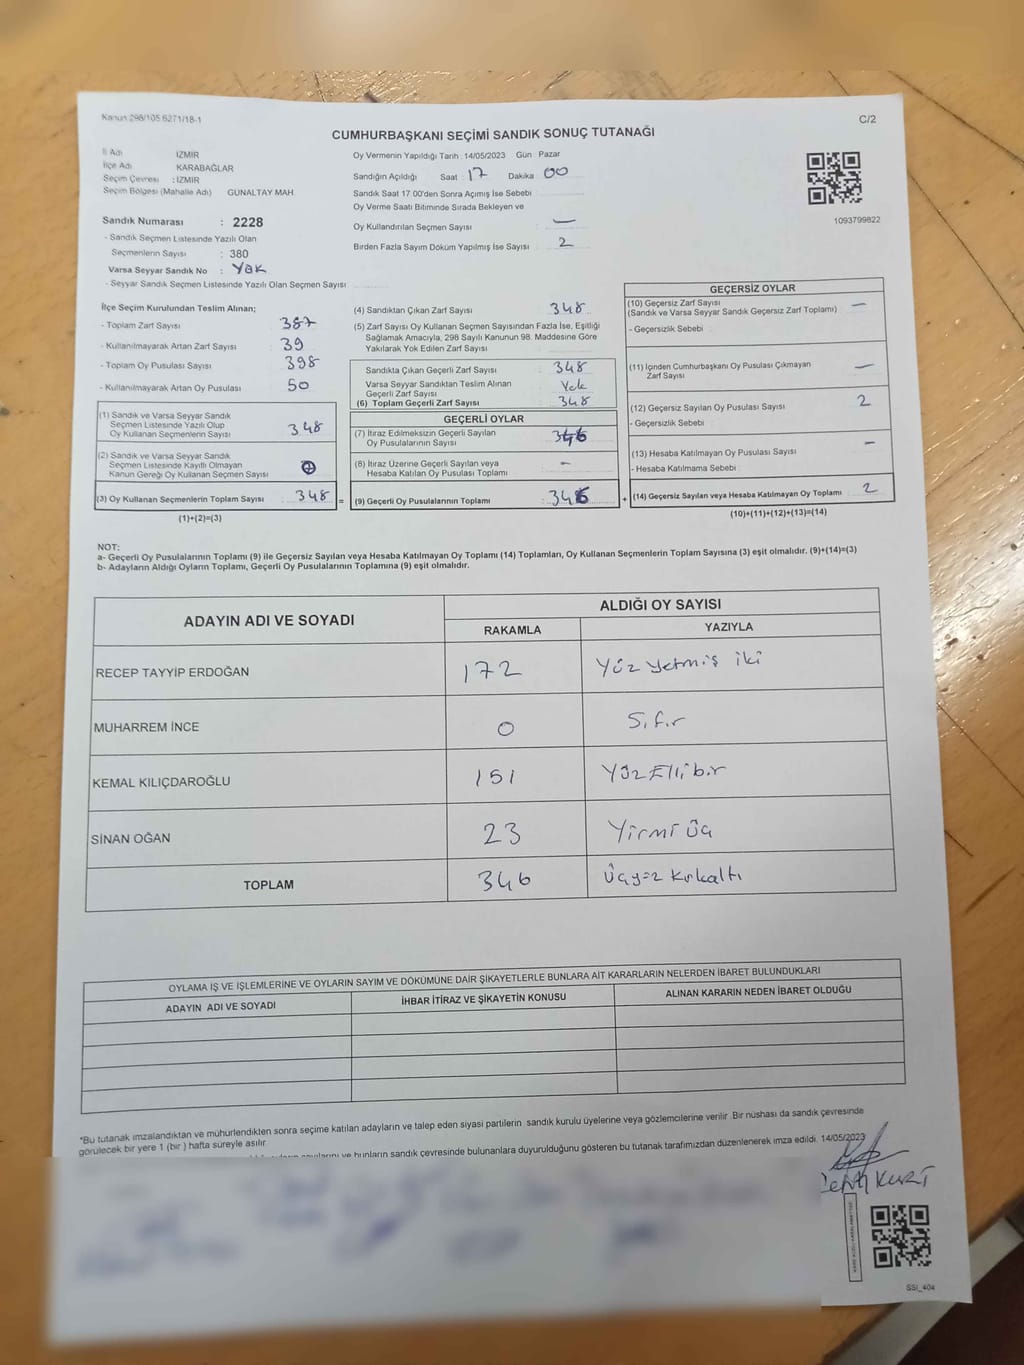 Kanun 298/105 6271/18-1
C/2
CUMHURBAŞKANI SEÇİMİ SANDIK SONUÇ TUTANAĞI
İl Adı İZMİR
İlçe Adı KARABAĞLAR
Seçim Çevresi : İZMİR
Seçim Bölgesi (Mahalle Adı) GÜNALTAY MAH
Sandık Numarası : 2228
- Sandık Seçmen Listesinde Yazılı Olan
Seçmenlerin Sayısı : 380
Varsa Seyyar Sandık No : YOK
- Seyyar Sandık Seçmen Listesinde Yazılı Olan Seçmen Sayısı
Oy Vermenin Yapıldığı Tarih 14/05/2023 Gün Pazar
Sandığın Açıldığı Saat 17 Dakika 00
Sandık Saat 17 00'den Sonra Açımış İse Sebebi
Oy Verme Saati Bitiminde Sırada Bekleyen ve
Oy Kullandırılan Seçmen Sayısı —
Birden Fazla Sayım Döküm Yapılmış İse Sayısı 2
1093799822
İlçe Seçim Kurulundan Teslim Alınan;
- Toplam Zarf Sayısı 387
- Kullanılmayarak Artan Zarf Sayısı 39
- Toplam Oy Pusulası Sayısı 398
- Kullanılmayarak Artan Oy Pusulası 50
(1) Sandık ve Varsa Seyyar Sandık
Seçmen Listesinde Yazılı Olup
Oy Kullanan Seçmenlerin Sayısı 348
(2) Sandık ve Varsa Seyyar Sandık
Seçmen Listesinde Kayıtlı Olmayan
Kanun Gereği Oy Kullanan Seçmen Sayısı
(3) Oy Kullanan Seçmenlerin Toplam Sayısı 348 =
(1)+(2)=(3)
(4) Sandıktan Çıkan Zarf Sayısı 348
(5) Zarf Sayısı Oy Kullanan Seçmen Sayısından Fazla İse, Eşitliği
Sağlamak Amacıyla, 298 Sayılı Kanunun 98. Maddesine Göre
Yakılarak Yok Edilen Zarf Sayısı
Sandıkta Çıkan Geçerli Zarf Sayısı 348
Varsa Seyyar Sandıktan Teslim Alınan
Geçerli Zarf Sayısı Yok
(6) Toplam Geçerli Zarf Sayısı 348
GEÇERLİ OYLAR
(7) İtiraz Edilmeksizin Geçerli Sayılan
Oy Pusulalarının Sayısı 346
(8) İtiraz Üzerine Geçerli Sayılan veya
Hesaba Katılan Oy Pusulası Toplamı –
(9) Geçerli Oy Pusulalarının Toplamı : 346 +
GEÇERSİZ OYLAR
(10) Geçersiz Zarf Sayısı
(Sandık ve Varsa Seyyar Sandık Geçersiz Zarf Toplamı) —
- Geçersizlik Sebebi
(11) İçinden Cumhurbaşkanı Oy Pusulası Çıkmayan
Zarf Sayısı —
(12) Geçersiz Sayılan Oy Pusulası Sayısı 2
- Geçersizlik Sebebi
(13) Hesaba Katılmayan Oy Pusulası Sayısı –
- Hesaba Katılmama Sebebi
(14) Geçersiz Sayılan veya Hesaba Katılmayan Oy Toplamı 2
(10)+(11)+(12)+(13)=(14)
NOT:
a- Geçerli Oy Pusulalarının Toplamı (9) ile Geçersiz Sayılan veya Hesaba Katılmayan Oy Toplamı (14) Toplamları, Oy Kullanan Seçmenlerin Toplam Sayısına (3) eşit olmalıdır. (9)+(14)=(3)
b- Adayların Aldığı Oyların Toplamı, Geçerli Oy Pusulalarının Toplamına (9) eşit olmalıdır.
ADAYIN ADI VE SOYADI ALDIĞI OY SAYISI
RAKAMLA YAZIYLA
RECEP TAYYİP ERDOĞAN 172 Yüz yetmiş iki
MUHARREM İNCE 0 Sıfır
KEMAL KILIÇDAROĞLU 151 YüzEllibir
SİNAN OĞAN 23 Yirmi üç
TOPLAM 346 Üçyüz kırkaltı
OYLAMA İŞ VE İŞLEMLERİNE VE OYLARIN SAYIM VE DÖKÜMÜNE DAİR ŞİKAYETLERLE BUNLARA AİT KARARLARIN NELERDEN İBARET BULUNDUKLARI
ADAYIN ADI VE SOYADI İHBAR İTİRAZ VE ŞİKAYETİN KONUSU ALINAN KARARIN NEDEN İBARET OLDUĞU
*Bu tutanak imzalandıktan ve mühürlendikten sonra seçime katılan adayların ve talep eden siyasi partilerin sandık kurulu üyelerine veya gözlemcilerine verilir .Bir nüshası da sandık çevresinde
görülecek bir yere 1 (bir ) hafta süreyle asılır.
ve bunların sandık çevresinde bulunanlara duyurulduğunu gösteren bu tutanak tarafımızdan düzenlenerek imza edildi. 14/05/2023
KURT
SSI_404